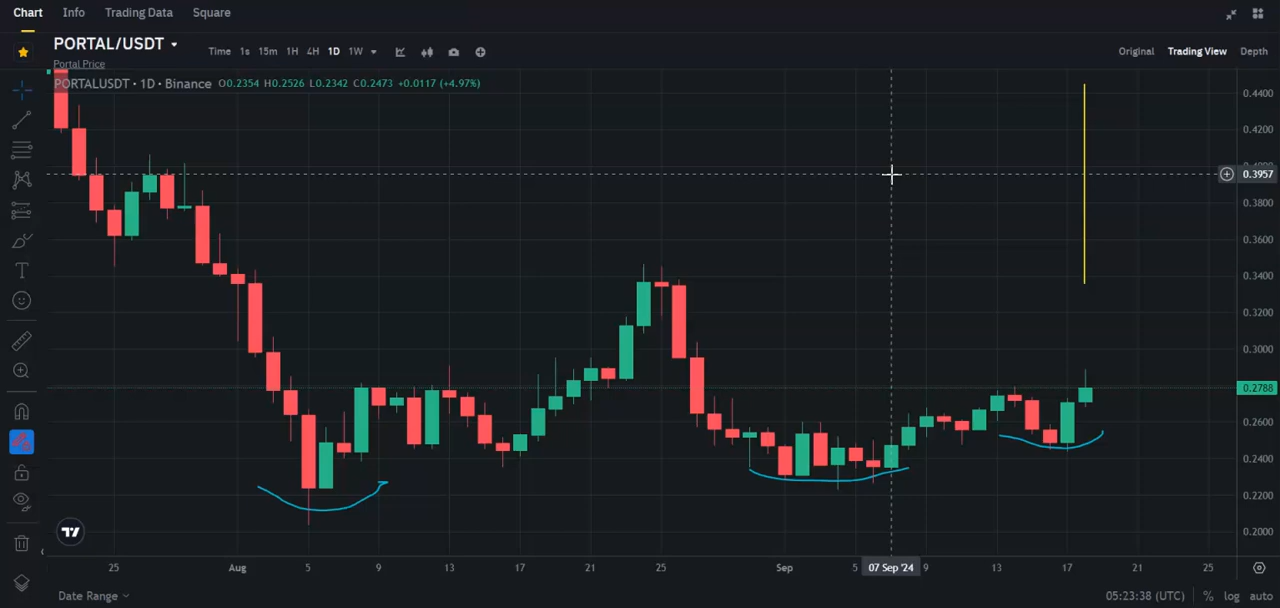 Chart Info Trading Data Square
PORTAL/USDT
Time 1s 15m 1H 4H 1D 1W
Original Trading View Depth
Portal Price
PORTALUSDT · 1D · Binance O0.2354 H0.2526 L0.2342 C0.2473 +0.0117 (+4.97%)
0.4400
0.4200
0.3957
0.3800
0.3600
0.3400
0.3200
0.3000
0.2788
0.2600
0.2400
0.2200
0.2000
25 Aug 5 9 13 17 21 25 Sep 5 07 Sep '24 9 13 17 21 25
Date Range 05:23:38 (UTC) % log auto